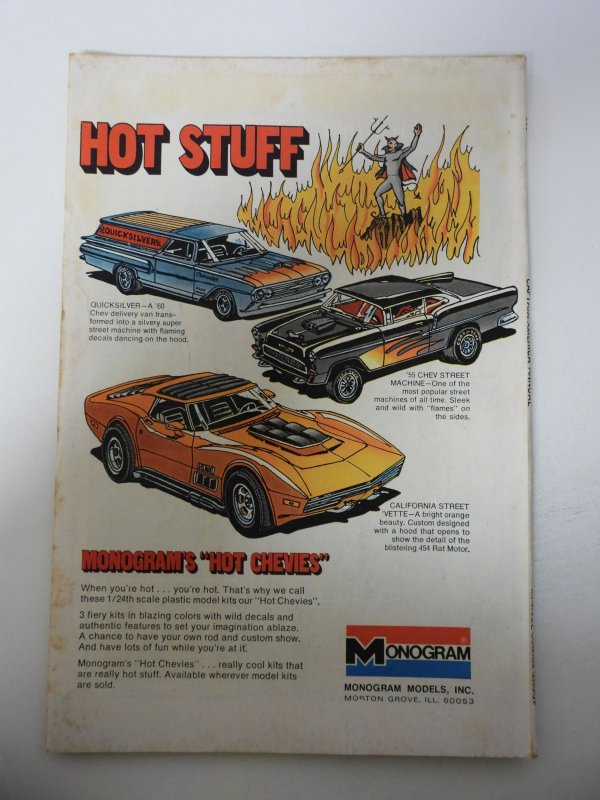 HOT STUFF
QUICKSILVER
QUICKSILVER—A '60
Chev delivery van trans-
formed into a silvery super
street machine with flaming
decals dancing on the hood.
'55 CHEV STREET
MACHINE—One of the
most popular street
machines of all time. Sleek
and wild with "flames" on
the sides.
CALIFORNIA STREET
'VETTE—A bright orange
beauty. Custom designed
with a hood that opens to
show the detail of the
blistering 454 Rat Motor.
MONOGRAM'S "HOT CHEVIES"
When you're hot . . . you're hot. That's why we call
these 1/24th scale plastic model kits our "Hot Chevies".
3 fiery kits in blazing colors with wild decals and
authentic features to set your imagination ablaze.
A chance to have your own rod and custom show.
And have lots of fun while you're at it.
Monogram's "Hot Chevies" . . . really cool kits that
are really hot stuff. Available wherever model kits
are sold.
MONOGRAM®
MONOGRAM MODELS, INC.
MORTON GROVE, ILL. 60053